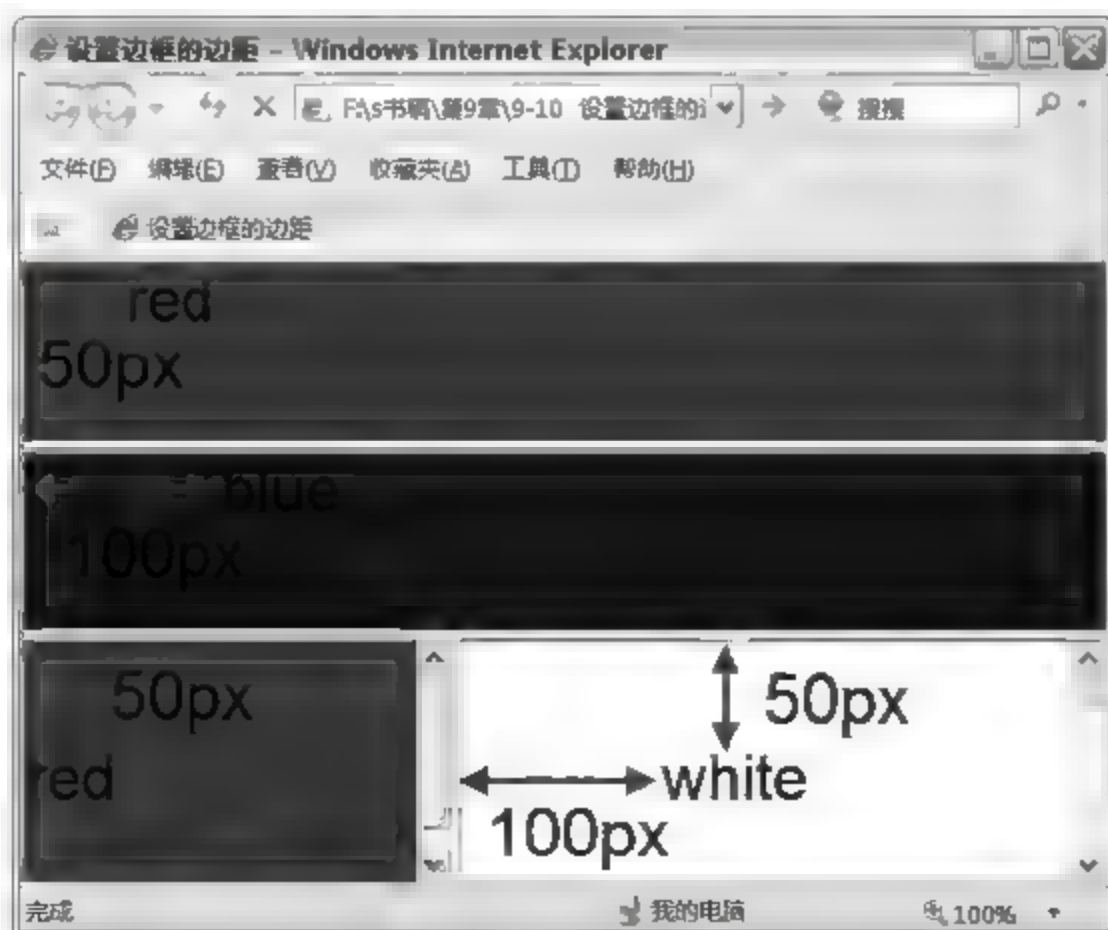 设置边框的边距 - Windows Internet Explorer
F:\s书稿\第9章\9-10 设置边框的 搜搜
文件(F) 编辑(E) 查看(V) 收藏夹(A) 工具(T) 帮助(H)
设置边框的边距
red
50px
blue
100px
50px
red
50px
white
100px
完成 我的电脑 100%